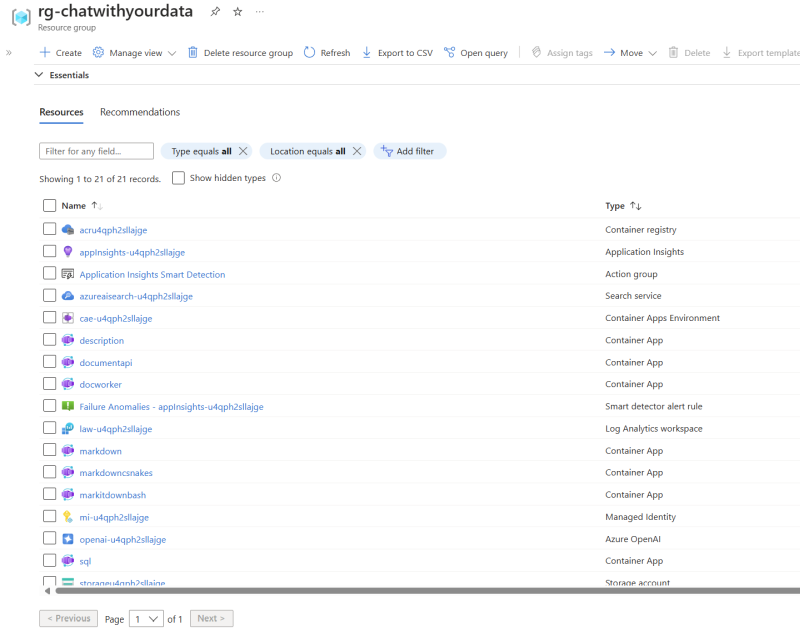 rg-chatwithyourdata
Resource group
Create Manage view Delete resource group Refresh Export to CSV Open query Assign tags Move Delete Export template
Essentials
Resources Recommendations
Filter for any field... Type equals all Location equals all Add filter
Showing 1 to 21 of 21 records. Show hidden types
Name Type
acru4qph2sllajge Container registry
appInsights-u4qph2sllajge Application Insights
Application Insights Smart Detection Action group
azureaisearch-u4qph2sllajge Search service
cae-u4qph2sllajge Container Apps Environment
description Container App
documentapi Container App
docworker Container App
Failure Anomalies - appInsights-u4qph2sllajge Smart detector alert rule
law-u4qph2sllajge Log Analytics workspace
markdown Container App
markdowncsnakes Container App
markitdownbash Container App
mi-u4qph2sllajge Managed Identity
openai-u4qph2sllajge Azure OpenAI
sql Container App
storageu4qph2sllajge Storage account
< Previous Page 1 of 1 Next >